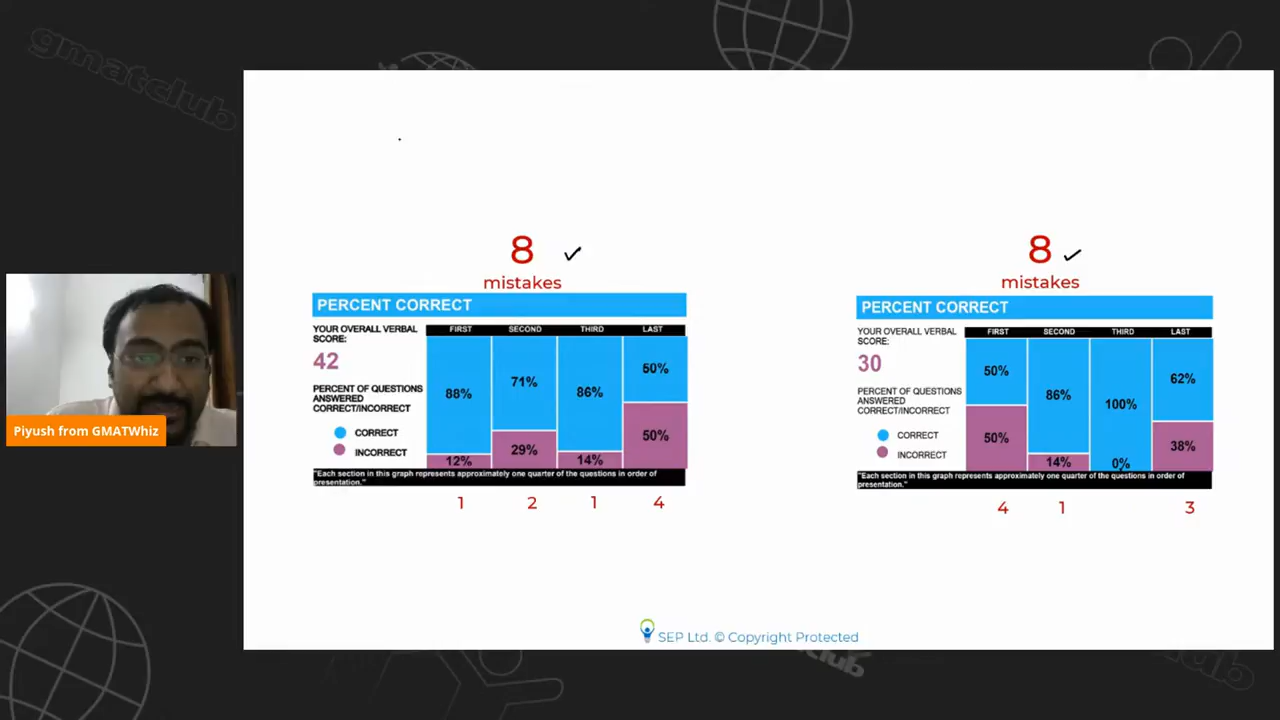 gmatclub
8
mistakes
PERCENT CORRECT
YOUR OVERALL VERBAL
SCORE:
42
PERCENT OF QUESTIONS
ANSWERED
CORRECT/INCORRECT
CORRECT
INCORRECT
FIRST SECOND THIRD LAST
88% 71% 86% 50%
12% 29% 14% 50%
"Each section in this graph represents approximately one quarter of the questions in order of
presentation."
1 2 1 4
8
mistakes
PERCENT CORRECT
YOUR OVERALL VERBAL
SCORE:
30
PERCENT OF QUESTIONS
ANSWERED
CORRECT/INCORRECT
CORRECT
INCORRECT
FIRST SECOND THIRD LAST
50% 86% 100% 62%
50% 14% 0% 38%
"Each section in this graph represents approximately one quarter of the questions in order of
presentation."
4 1 3
Piyush from GMATWhiz
SEP Ltd. © Copyright Protected